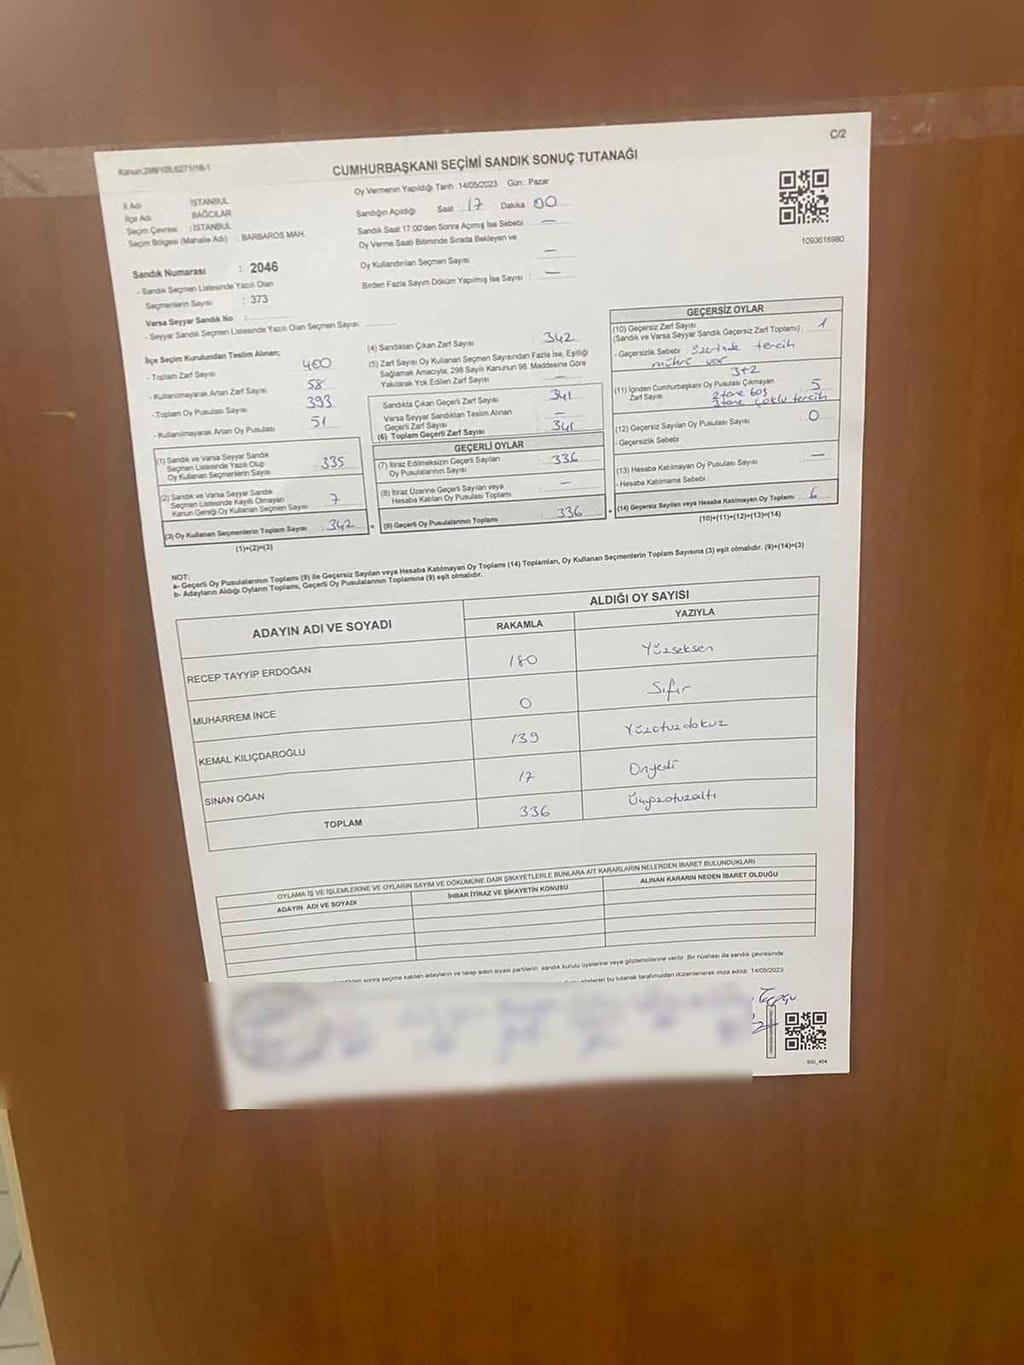 C/2
Kanun,298/105,6271/18-1
CUMHURBAŞKANI SEÇİMİ SANDIK SONUÇ TUTANAĞI
Oy Vermenin Yapıldığı Tarih :14/05/2023 Gün : Pazar
İl Adı İSTANBUL
İlçe Adı BAĞCILAR
Seçim Çevresi : İSTANBUL
Seçim Bölgesi (Mahalle Adı) : BARBAROS MAH.
Sandığın Açıldığı Saat : 17 Dakika : 00
Sandık Saat 17:00'den Sonra Açımış İse Sebebi : —
Oy Verme Saati Bitiminde Sırada Bekleyen ve
Oy Kullandırılan Seçmen Sayısı —
Birden Fazla Sayım Döküm Yapılmış İse Sayısı : —
1093616980
Sandık Numarası : 2046
- Sandık Seçmen Listesinde Yazılı Olan
Seçmenlerin Sayısı : 373
Varsa Seyyar Sandık No :
- Seyyar Sandık Seçmen Listesinde Yazılı Olan Seçmen Sayısı:
İlçe Seçim Kurulundan Teslim Alınan;
- Toplam Zarf Sayısı 400
- Kullanılmayarak Artan Zarf Sayısı 58
- Toplam Oy Pusulası Sayısı 393
- Kullanılmayarak Artan Oy Pusulası 51
(1) Sandık ve Varsa Seyyar Sandık
Seçmen Listesinde Yazılı Olup
Oy Kullanan Seçmenlerin Sayısı : 335
(2) Sandık ve Varsa Seyyar Sandık
Seçmen Listesinde Kayıtlı Olmayan
Kanun Gereği Oy Kullanan Seçmen Sayısı 7
(3) Oy Kullanan Seçmenlerin Toplam Sayısı : 342
(1)+(2)=(3)
(4) Sandıktan Çıkan Zarf Sayısı 342
(5) Zarf Sayısı Oy Kullanan Seçmen Sayısından Fazla İse, Eşitliği
Sağlamak Amacıyla; 298 Sayılı Kanunun 98. Maddesine Göre
Yakılarak Yok Edilen Zarf Sayısı —
Sandıkta Çıkan Geçerli Zarf Sayısı : 341
Varsa Seyyar Sandıktan Teslim Alınan
Geçerli Zarf Sayısı —
(6) Toplam Geçerli Zarf Sayısı 341
GEÇERLİ OYLAR
(7) İtiraz Edilmeksizin Geçerli Sayılan
Oy Pusulalarının Sayısı : 336
(8) İtiraz Üzerine Geçerli Sayılan veya
Hesaba Katılan Oy Pusulası Toplamı : —
= (9) Geçerli Oy Pusulalarının Toplamı : 336
GEÇERSİZ OYLAR
(10) Geçersiz Zarf Sayısı
(Sandık ve Varsa Seyyar Sandık Geçersiz Zarf Toplamı) : 1
- Geçersizlik Sebebi : üzerinde tercih
mührü var
3+2
(11) İçinden Cumhurbaşkanı Oy Pusulası Çıkmayan
Zarf Sayısı 5
2 tane boş
3 tane çoklu tercih
(12) Geçersiz Sayılan Oy Pusulası Sayısı 0
- Geçersizlik Sebebi
(13) Hesaba Katılmayan Oy Pusulası Sayısı —
- Hesaba Katılmama Sebebi :
+ (14) Geçersiz Sayılan veya Hesaba Katılmayan Oy Toplamı : 6
(10)+(11)+(12)+(13)=(14)
NOT:
a- Geçerli Oy Pusulalarının Toplamı (9) ile Geçersiz Sayılan veya Hesaba Katılmayan Oy Toplamı (14) Toplamları, Oy Kullanan Seçmenlerin Toplam Sayısına (3) eşit olmalıdır. (9)+(14)=(3)
b- Adayların Aldığı Oyların Toplamı, Geçerli Oy Pusulalarının Toplamına (9) eşit olmalıdır.
ADAYIN ADI VE SOYADI
ALDIĞI OY SAYISI
RAKAMLA YAZIYLA
RECEP TAYYİP ERDOĞAN 180 Yüzseksen
MUHARREM İNCE 0 Sıfır
KEMAL KILIÇDAROĞLU 139 Yüzotuzdokuz
SİNAN OĞAN 17 Onyedi
TOPLAM 336 Üçyüzotuzaltı
OYLAMA İŞ VE İŞLEMLERİNE VE OYLARIN SAYIM VE DÖKÜMÜNE DAİR ŞİKAYETLERLE BUNLARA AİT KARARLARIN NELERDEN İBARET BULUNDUKLARI
ADAYIN ADI VE SOYADI İHBAR İTİRAZ VE ŞİKAYETİN KONUSU ALINAN KARARIN NEDEN İBARET OLDUĞU
sonra seçime katılan adayların ve talep eden siyasi partilerin sandık kurulu üyelerine veya gözlemcilerine verilir. Bir nüshası da sandık çevresinde
bu tutanak tarafımızdan düzenlenerek imza edildi. 14/05/2023